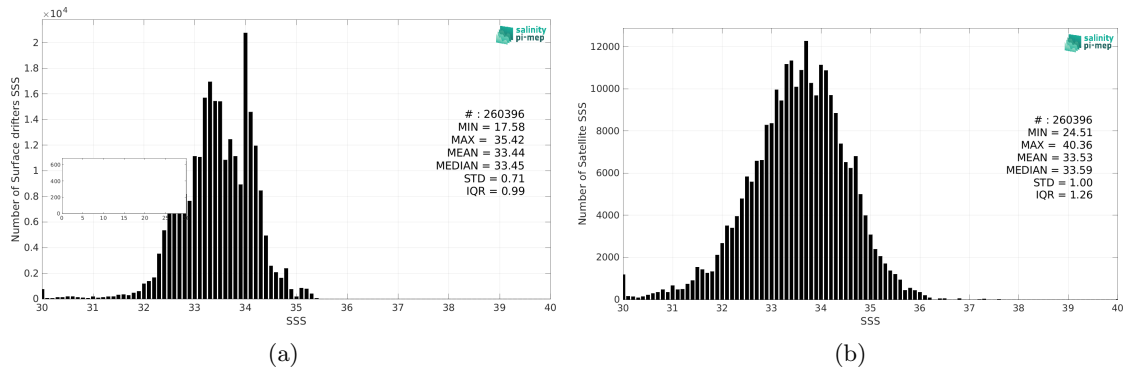 ×10⁴
2
1.8
1.6
1.4
1.2
1
0.8
0.6
0.4
0.2
0
Number of Surface drifters SSS
salinity
pi-mep
# : 260396
MIN = 17.58
MAX = 35.42
MEAN = 33.44
MEDIAN = 33.45
STD = 0.71
IQR = 0.99
600
400
200
0
0 5 10 15 20 25
30 31 32 33 34 35 36 37 38 39 40
SSS
(a)
12000
10000
8000
6000
4000
2000
0
Number of Satellite SSS
salinity
pi-mep
# : 260396
MIN = 24.51
MAX = 40.36
MEAN = 33.53
MEDIAN = 33.59
STD = 1.00
IQR = 1.26
30 31 32 33 34 35 36 37 38 39 40
SSS
(b)